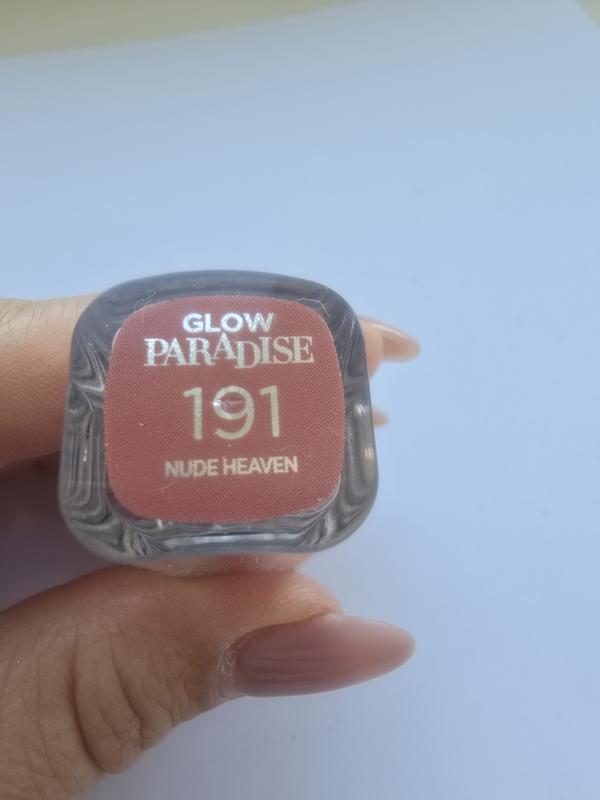 GLOW
PARADISE
191
NUDE HEAVEN